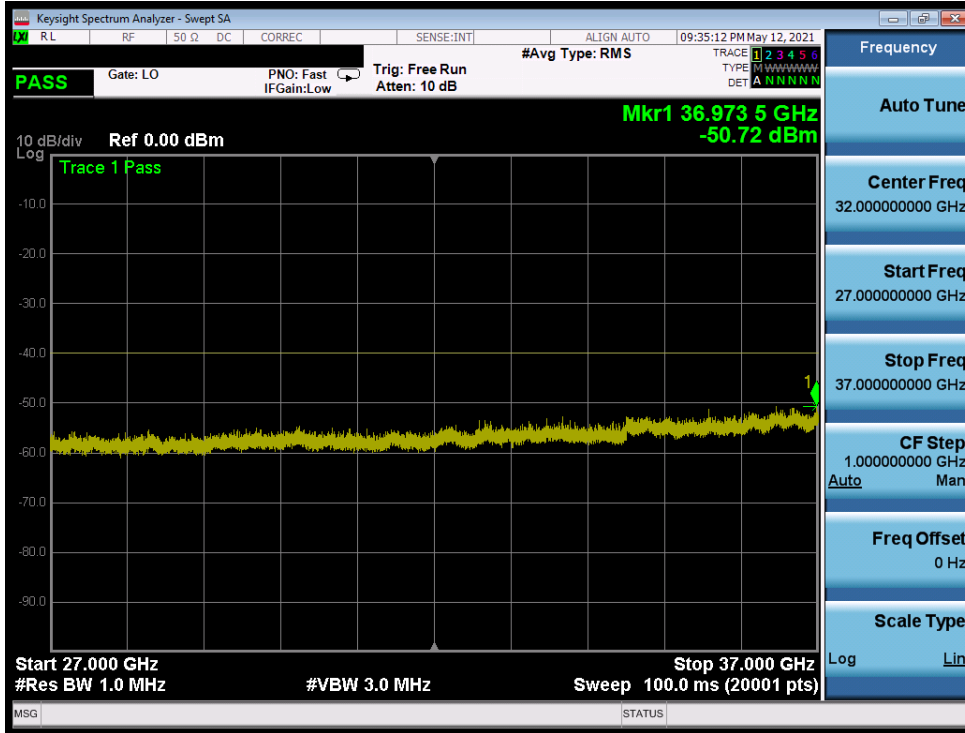 Keysight Spectrum Analyzer - Swept SA
LXI RL RF 50 Ω DC CORREC SENSE:INT ALIGN AUTO 09:35:12 PM May 12, 2021
PASS
Gate: LO
PNO: Fast
IFGain:Low
Trig: Free Run
Atten: 10 dB
#Avg Type: RMS
TRACE 1 2 3 4 5 6
TYPE M WWWWW
DET A N N N N N
Mkr1 36.973 5 GHz
-50.72 dBm
10 dB/div
Log
Ref 0.00 dBm
Trace 1 Pass
-10.0
-20.0
-30.0
-40.0
1
-50.0
-60.0
-70.0
-80.0
-90.0
Start 27.000 GHz Stop 37.000 GHz
#Res BW 1.0 MHz #VBW 3.0 MHz Sweep 100.0 ms (20001 pts)
MSG STATUS
Frequency
Auto Tune
Center Freq
32.000000000 GHz
Start Freq
27.000000000 GHz
Stop Freq
37.000000000 GHz
CF Step
1.000000000 GHz
Auto Man
Freq Offset
0 Hz
Scale Type
Log Lin